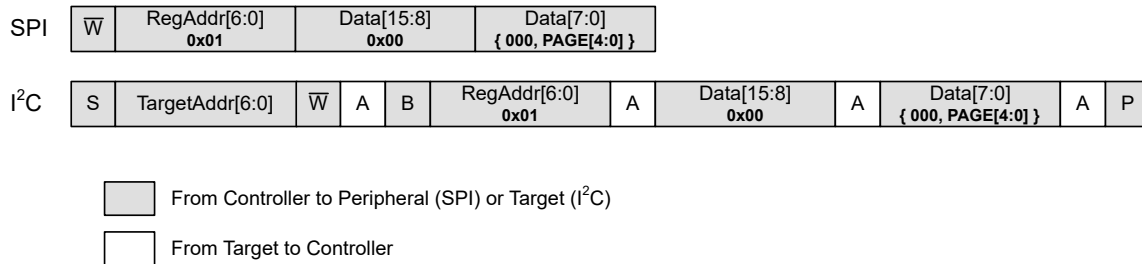 SPI W̅ RegAddr[6:0] Data[15:8] Data[7:0]
0x01 0x00 { 000, PAGE[4:0] }
I²C S TargetAddr[6:0] W̅ A B RegAddr[6:0] A Data[15:8] A Data[7:0] A P
0x01 0x00 { 000, PAGE[4:0] }
From Controller to Peripheral (SPI) or Target (I²C)
From Target to Controller